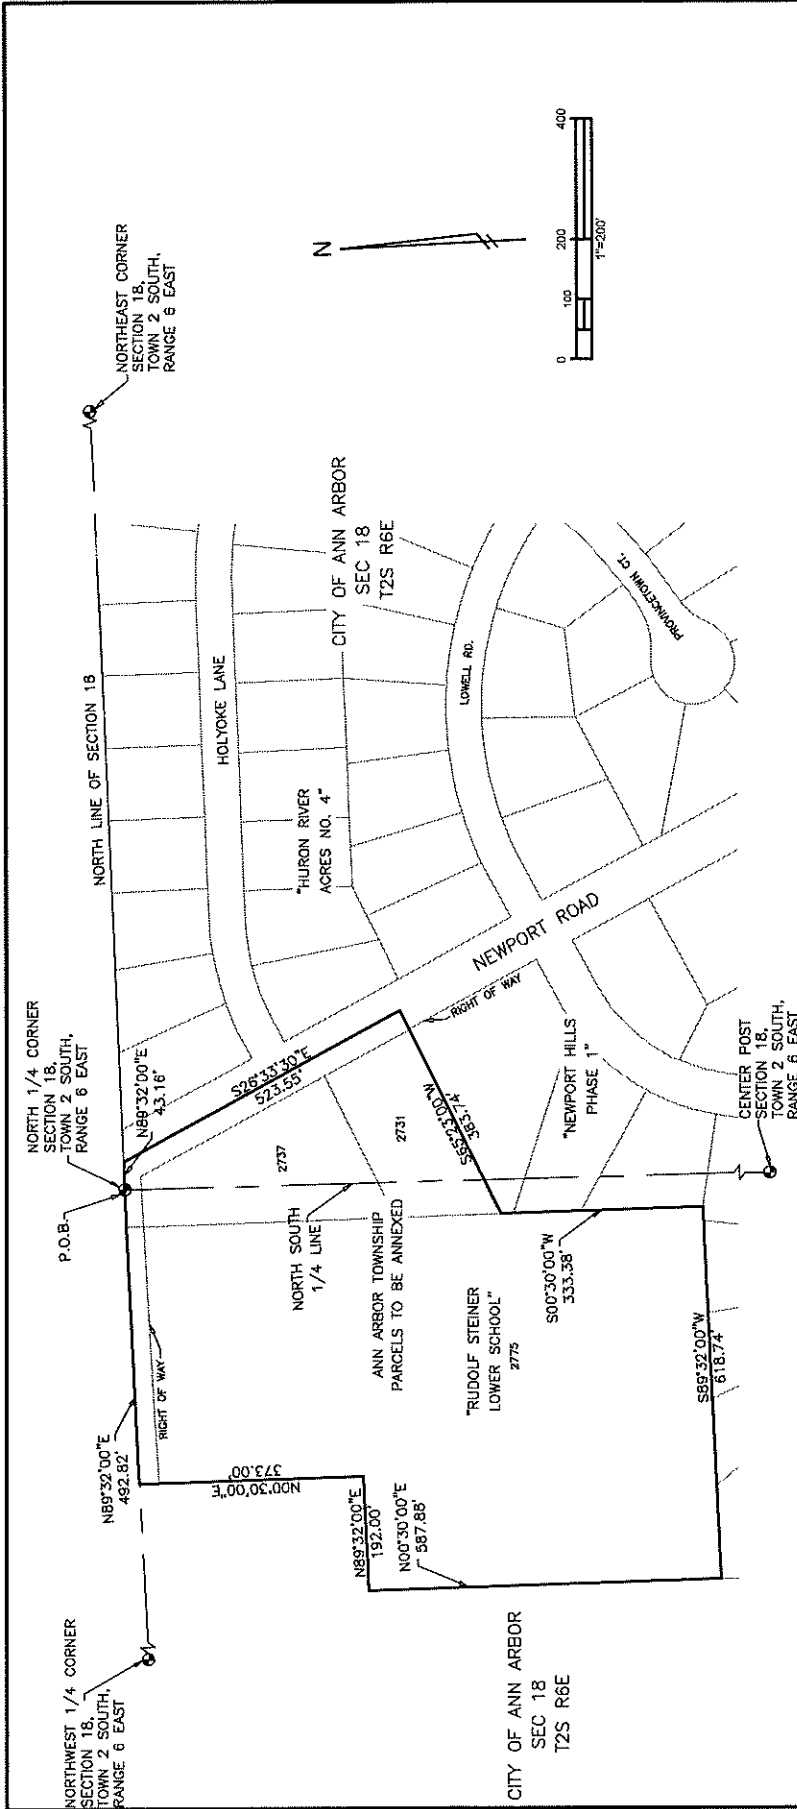 NORTHWEST 1/4 CORNER
SECTION 18,
TOWN 2 SOUTH,
RANGE 6 EAST
NORTH 1/4 CORNER
SECTION 18,
TOWN 2 SOUTH,
RANGE 6 EAST
P.O.B.
N89°32'00"E
43.16'
NORTH LINE OF SECTION 18
NORTHEAST CORNER
SECTION 18,
TOWN 2 SOUTH,
RANGE 6 EAST
N89°32'00"E
492.82'
RIGHT OF WAY
N00°30'00"E
373.00'
N89°32'00"E
192.00'
N00°30'00"E
587.88'
CITY OF ANN ARBOR
SEC 18
T2S R6E
NORTH SOUTH
1/4 LINE
2737
2731
S26°33'30"E
523.55'
S65°23'00"W
383.74'
ANN ARBOR TOWNSHIP
PARCELS TO BE ANNEXED
"RUDOLF STEINER
LOWER SCHOOL"
2775
S00°30'00"W
333.38'
S89°32'00"W
618.74'
CENTER POST
SECTION 18,
TOWN 2 SOUTH,
RANGE 6 EAST
"NEWPORT HILLS
PHASE 1"
RIGHT OF WAY
NEWPORT ROAD
HOLYOKE LANE
"HURON RIVER
ACRES NO. 4"
CITY OF ANN ARBOR
SEC 18
T2S R6E
LOWELL RD.
PROVINCETOWN CT.
N
0
100
200
400
1"=200'